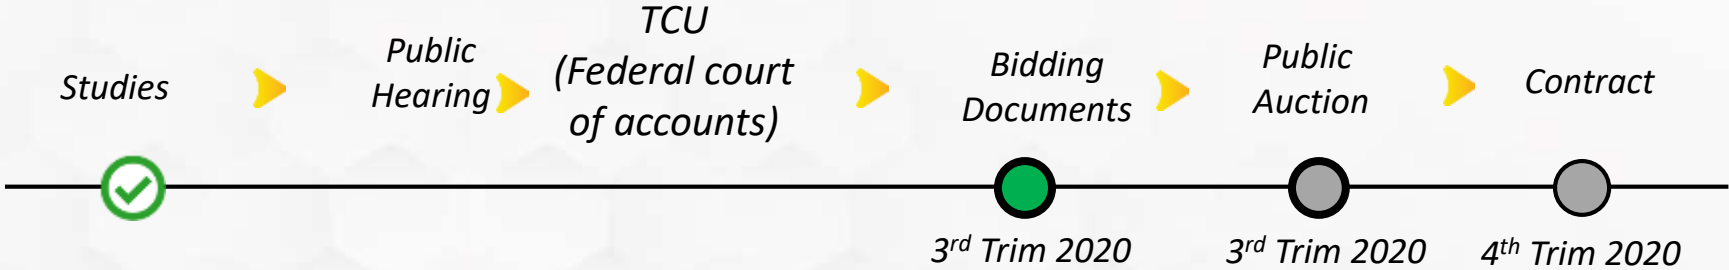 Studies
Public
Hearing
TCU
(Federal court
of accounts)
Bidding
Documents
Public
Auction
Contract
3rd Trim 2020
3rd Trim 2020
4th Trim 2020